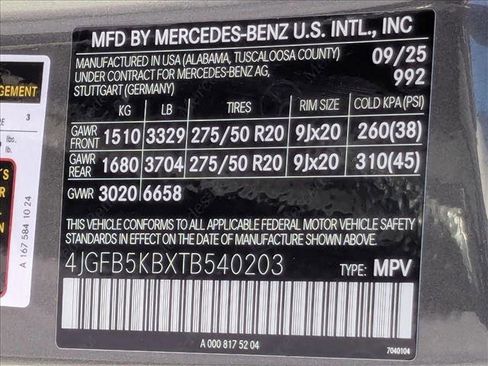 MFD BY MERCEDES-BENZ U.S. INTL., INC
MANUFACTURED IN USA (ALABAMA, TUSCALOOSA COUNTY) 09/25
UNDER CONTRACT FOR MERCEDES-BENZ AG, 992
STUTTGART (GERMANY)
KG LB TIRES RIM SIZE COLD KPA (PSI)
GAWR FRONT 1510 3329 275/50 R20 9Jx20 260(38)
GAWR REAR 1680 3704 275/50 R20 9Jx20 310(45)
GVWR 3020 6658
THIS VEHICLE CONFORMS TO ALL APPLICABLE FEDERAL MOTOR VEHICLE SAFETY
STANDARDS IN EFFECT ON THE DATE OF MANUFACTURE SHOWN ABOVE.
4JGFB5KBXTB540203 TYPE: MPV
A 000 817 52 04
7040104
3
lbs.
lb.
A 167 584 10 24